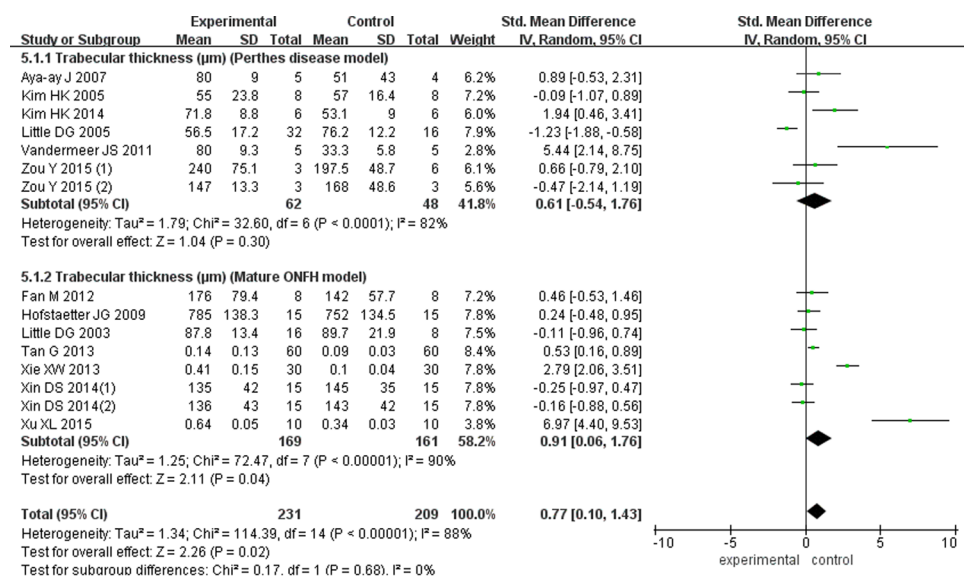 Experimental Control Std. Mean Difference Std. Mean Difference
Study or Subgroup Mean SD Total Mean SD Total Weight IV, Random, 95% CI IV, Random, 95% CI
5.1.1 Trabecular thickness (µm) (Perthes disease model)
Aya-ay J 2007 80 9 5 51 43 4 6.2% 0.89 [-0.53, 2.31]
Kim HK 2005 55 23.8 8 57 16.4 8 7.2% -0.09 [-1.07, 0.89]
Kim HK 2014 71.8 8.8 6 53.1 9 6 6.0% 1.94 [0.46, 3.41]
Little DG 2005 56.5 17.2 32 76.2 12.2 16 7.9% -1.23 [-1.88, -0.58]
Vandermeer JS 2011 80 9.3 5 33.3 5.8 5 2.8% 5.44 [2.14, 8.75]
Zou Y 2015 (1) 240 75.1 3 197.5 48.7 6 6.1% 0.66 [-0.79, 2.10]
Zou Y 2015 (2) 147 13.3 3 168 48.6 3 5.6% -0.47 [-2.14, 1.19]
Subtotal (95% CI) 62 48 41.8% 0.61 [-0.54, 1.76]
Heterogeneity: Tau² = 1.79; Chi² = 32.60, df = 6 (P < 0.0001); I² = 82%
Test for overall effect: Z = 1.04 (P = 0.30)
5.1.2 Trabecular thickness (µm) (Mature ONFH model)
Fan M 2012 176 79.4 8 142 57.7 8 7.2% 0.46 [-0.53, 1.46]
Hofstaetter JG 2009 785 138.3 15 752 134.5 15 7.8% 0.24 [-0.48, 0.95]
Little DG 2003 87.8 13.4 16 89.7 21.9 8 7.5% -0.11 [-0.96, 0.74]
Tan G 2013 0.14 0.13 60 0.09 0.03 60 8.4% 0.53 [0.16, 0.89]
Xie XW 2013 0.41 0.15 30 0.1 0.04 30 7.8% 2.79 [2.06, 3.51]
Xin DS 2014(1) 135 42 15 145 35 15 7.8% -0.25 [-0.97, 0.47]
Xin DS 2014(2) 136 43 15 143 42 15 7.8% -0.16 [-0.88, 0.56]
Xu XL 2015 0.64 0.05 10 0.34 0.03 10 3.8% 6.97 [4.40, 9.53]
Subtotal (95% CI) 169 161 58.2% 0.91 [0.06, 1.76]
Heterogeneity: Tau² = 1.25; Chi² = 72.47, df = 7 (P < 0.00001); I² = 90%
Test for overall effect: Z = 2.11 (P = 0.04)
Total (95% CI) 231 209 100.0% 0.77 [0.10, 1.43]
Heterogeneity: Tau² = 1.34; Chi² = 114.39, df = 14 (P < 0.00001); I² = 88%
Test for overall effect: Z = 2.26 (P = 0.02)
Test for subgroup differences: Chi² = 0.17, df = 1 (P = 0.68), I² = 0%
-10 -5 0 5 10
experimental control